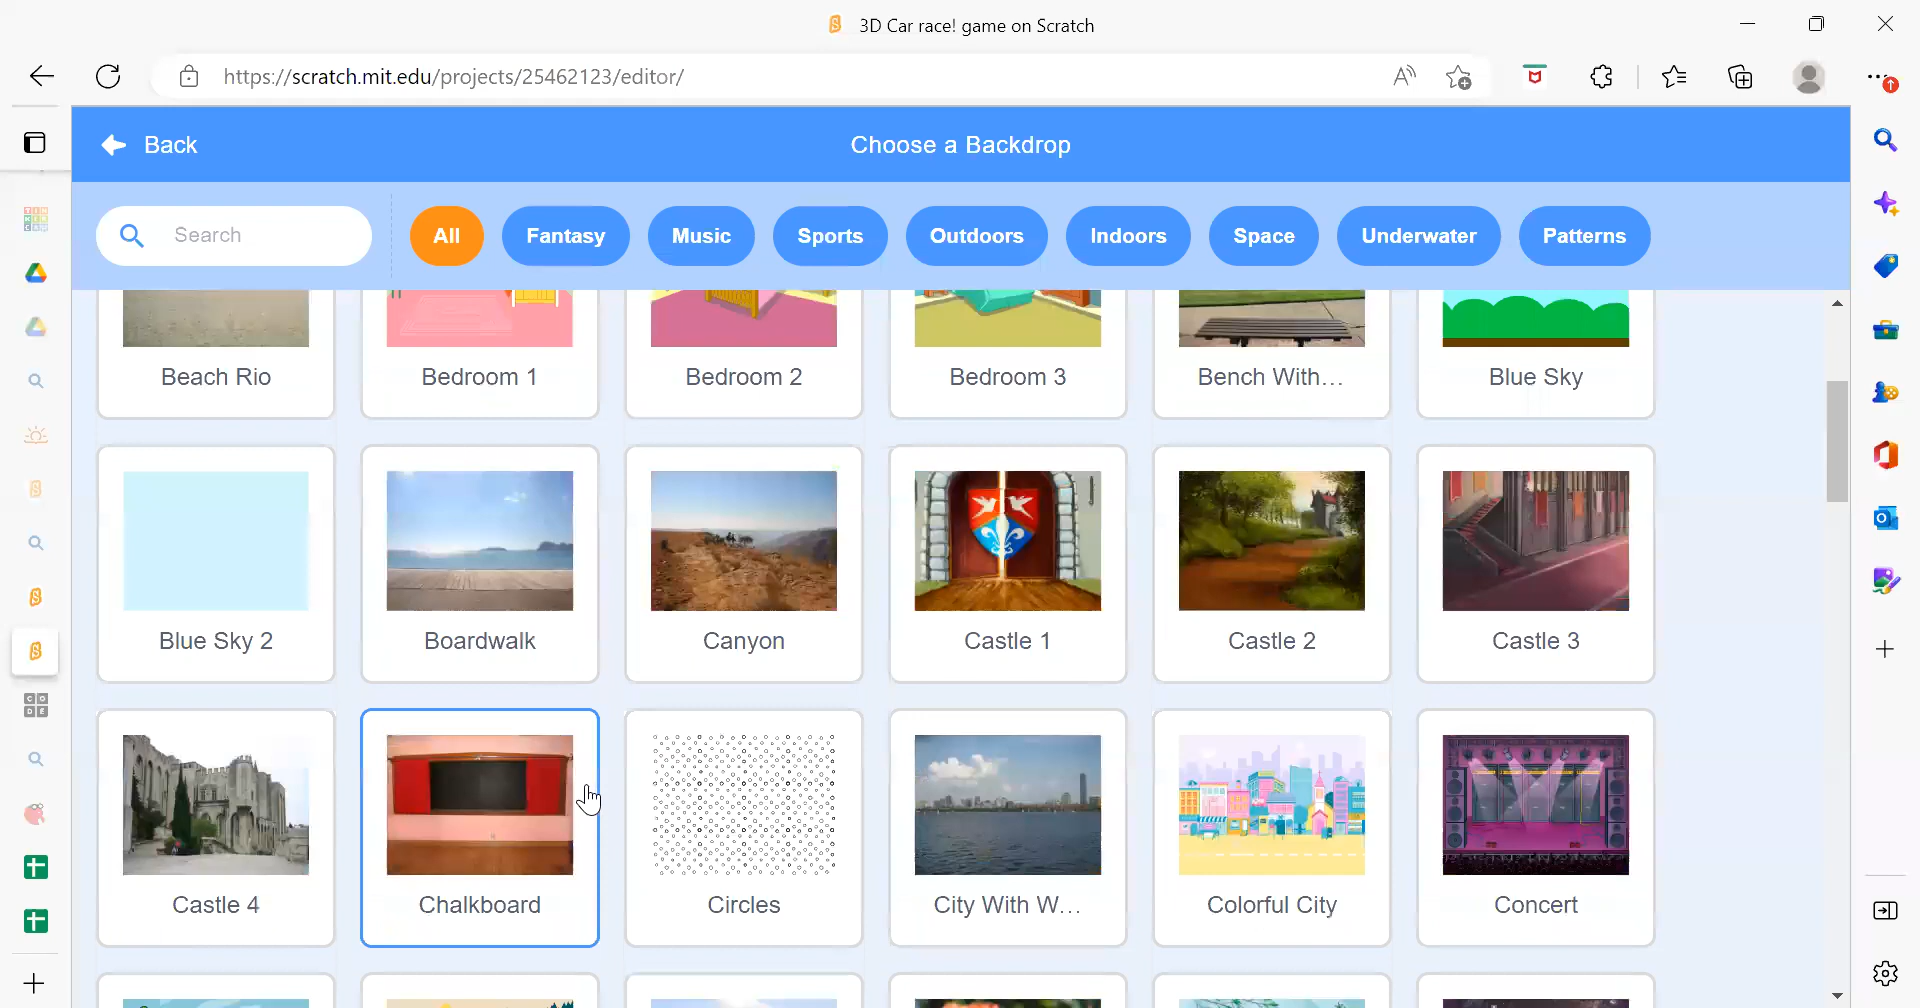 3D Car race! game on Scratch
https://scratch.mit.edu/projects/25462123/editor/
Back
Choose a Backdrop
Search
All
Fantasy
Music
Sports
Outdoors
Indoors
Space
Underwater
Patterns
Beach Rio
Bedroom 1
Bedroom 2
Bedroom 3
Bench With...
Blue Sky
Blue Sky 2
Boardwalk
Canyon
Castle 1
Castle 2
Castle 3
Castle 4
Chalkboard
Circles
City With W...
Colorful City
Concert